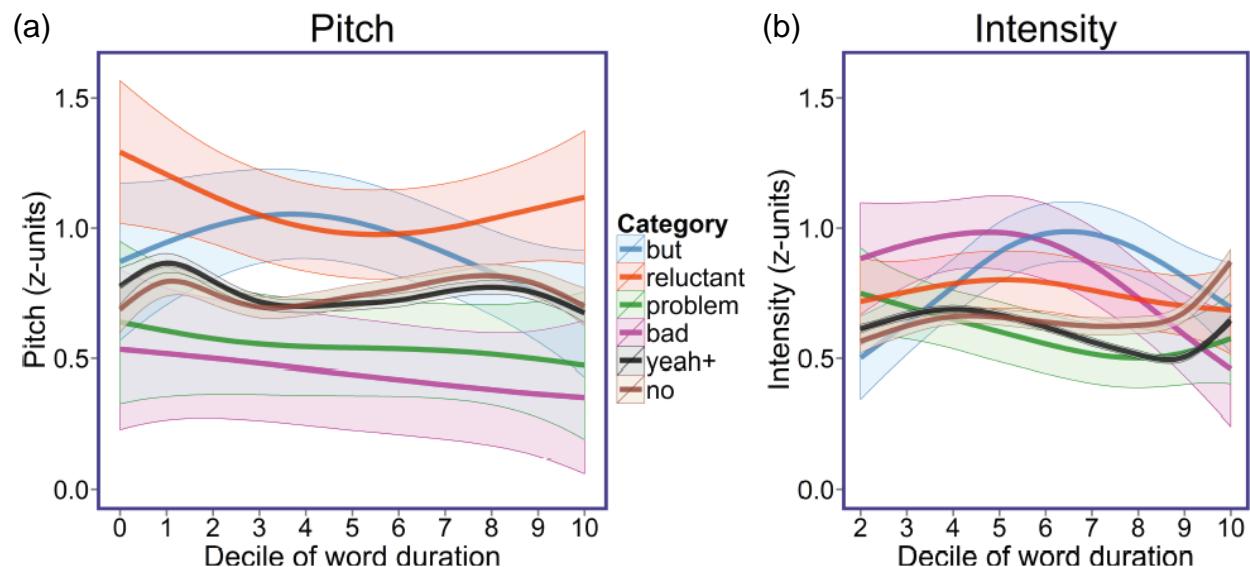 (a)
Pitch
Pitch (z-units)
1.5
1.0
0.5
0.0
0 1 2 3 4 5 6 7 8 9 10
Decile of word duration
Category
but
reluctant
problem
bad
yeah+
no
(b)
Intensity
Intensity (z-units)
1.5
1.0
0.5
0.0
2 3 4 5 6 7 8 9 10
Decile of word duration